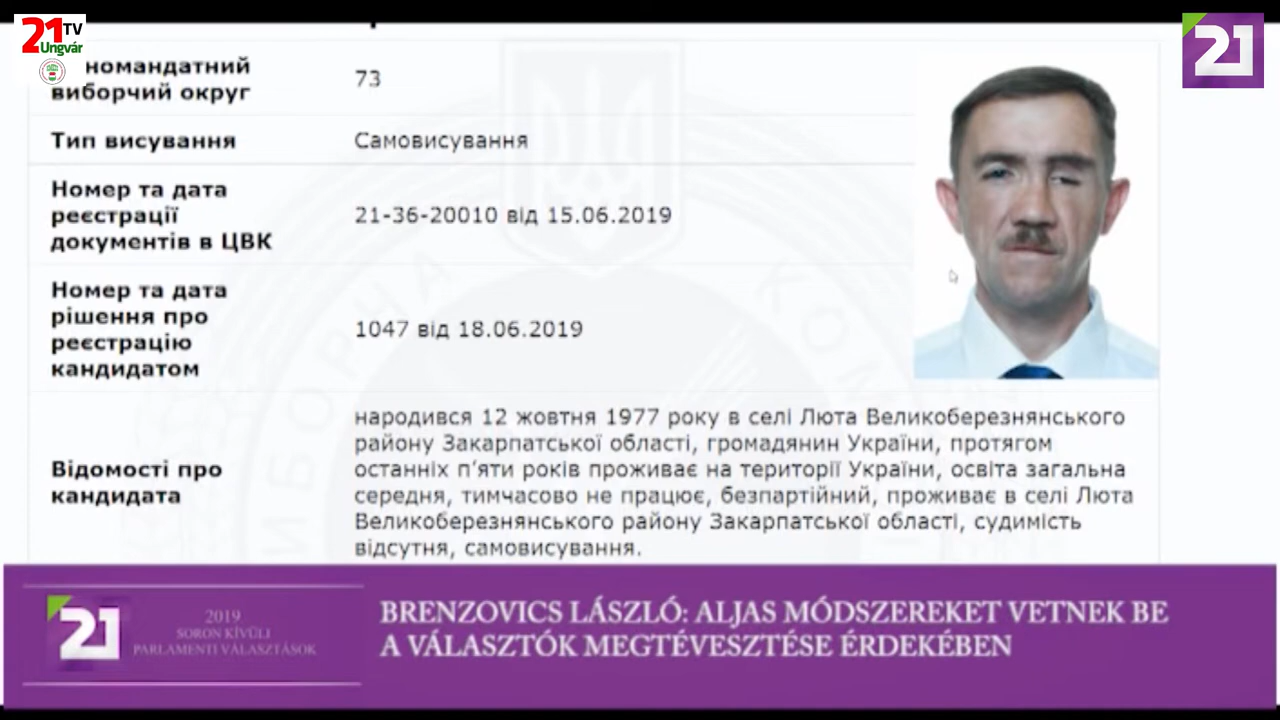 21 TV
Ungvár
21
номандатний
виборчий округ
73
Тип висування
Самовисування
Номер та дата
реєстрації
документів в ЦВК
21-36-20010 від 15.06.2019
Номер та дата
рішення про
реєстрацію
кандидатом
1047 від 18.06.2019
Відомості про
кандидата
народився 12 жовтня 1977 року в селі Люта Великоберезнянського
району Закарпатської області, громадянин України, протягом
останніх п’яти років проживає на території України, освіта загальна
середня, тимчасово не працює, безпартійний, проживає в селі Люта
Великоберезнянського району Закарпатської області, судимість
відсутня, самовисування.
21
2019
SORON KÍVÜLI
PARLAMENTI VÁLASZTÁSOK
BRENZOVICS LÁSZLÓ: ALJAS MÓDSZEREKET VETNEK BE
A VÁLASZTÓK MEGTÉVESZTÉSE ÉRDEKÉBEN